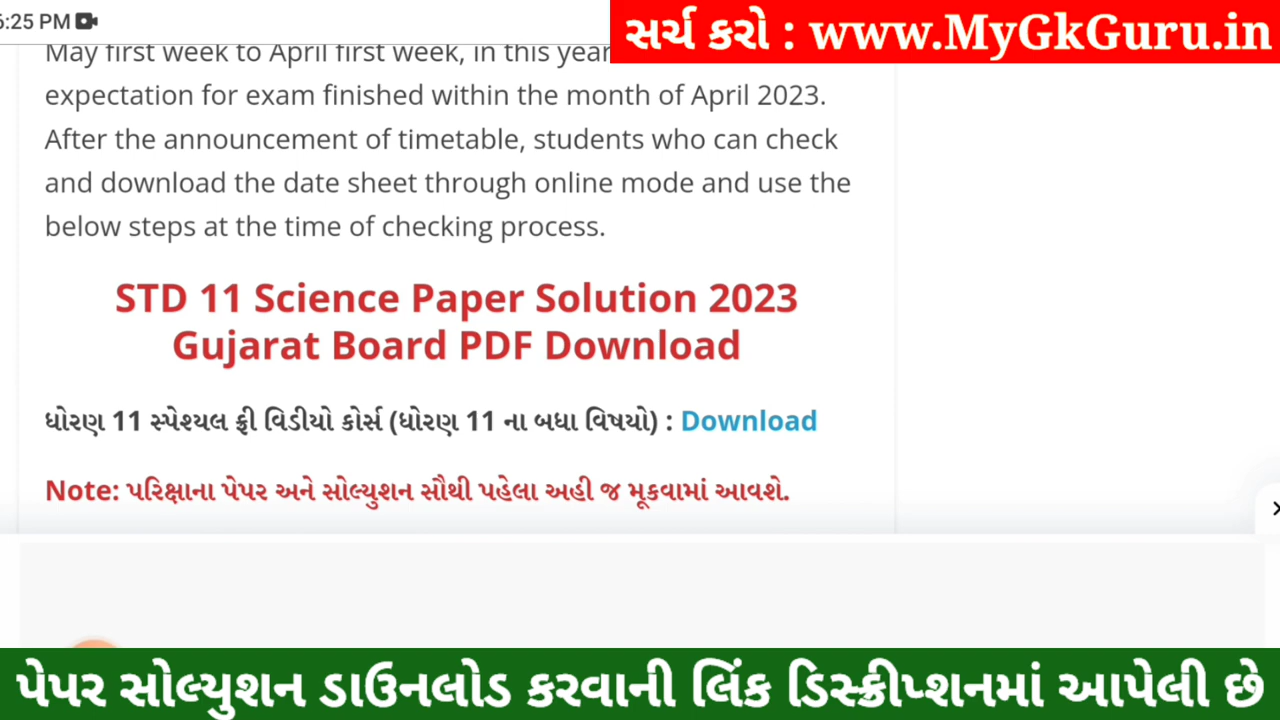 6:25 PM
સર્ચ કરો : www.MyGkGuru.in
May first week to April first week, in this year
expectation for exam finished within the month of April 2023.
After the announcement of timetable, students who can check
and download the date sheet through online mode and use the
below steps at the time of checking process.
STD 11 Science Paper Solution 2023
Gujarat Board PDF Download
ધોરણ 11 સ્પેશ્યલ ફ્રી વિડીયો કોર્સ (ધોરણ 11 ના બધા વિષયો) : Download
Note: પરિક્ષાના પેપર અને સોલ્યુશન સૌથી પહેલા અહી જ મૂકવામાં આવશે.
પેપર સોલ્યુશન ડાઉનલોડ કરવાની લિંક ડિસ્ક્રીપ્શનમાં આપેલી છે